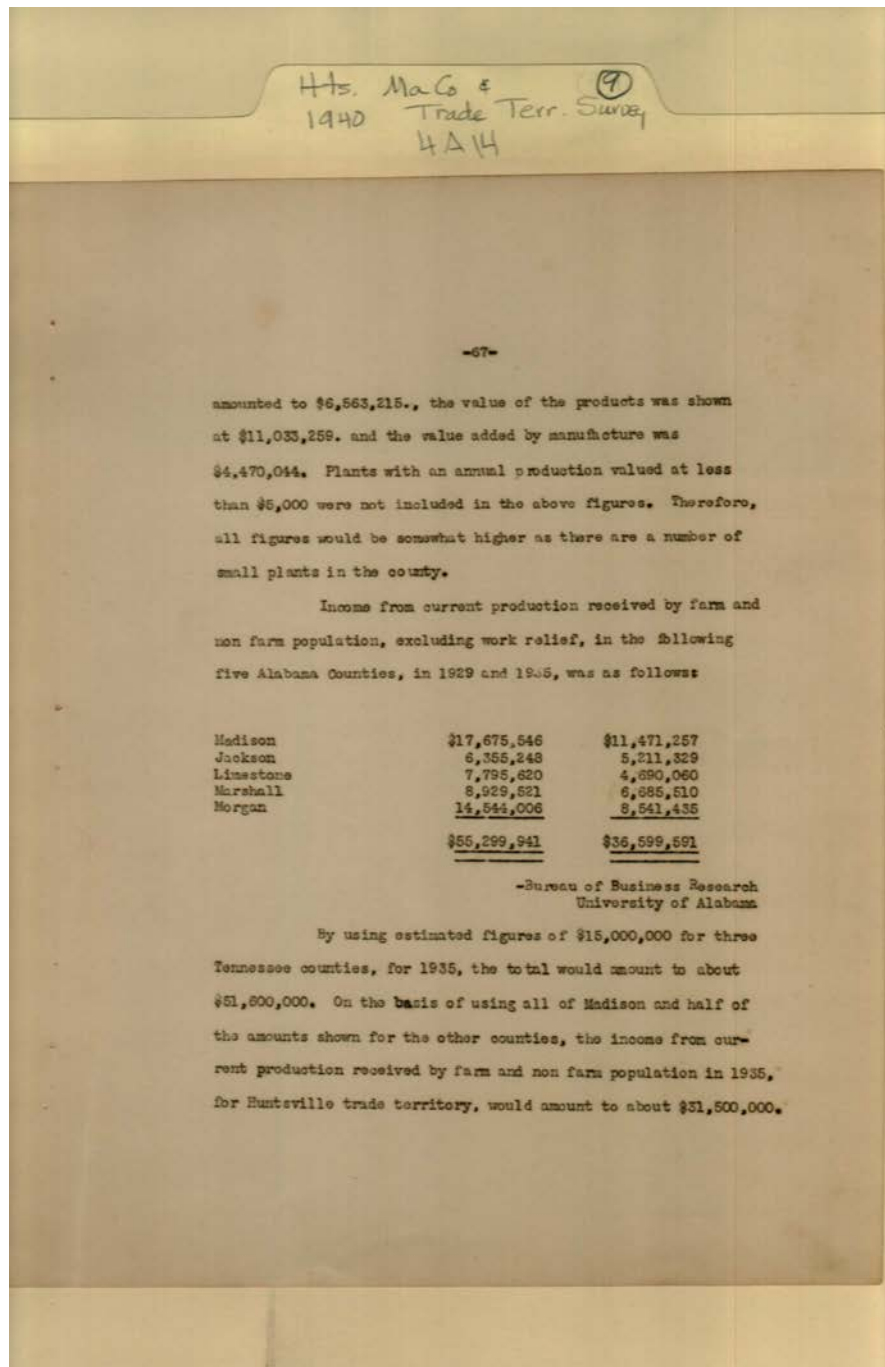 Hts. MaCo & 9
1940 Trade Terr. Survey
4A14
-67-
amounted to $6,563,215., the value of the products was shown
at $11,033,259. and the value added by manufacture was
$4,470,044. Plants with an annual production valued at less
than $5,000 were not included in the above figures. Therefore,
all figures would be somewhat higher as there are a number of
small plants in the county.
Income from current production received by farm and
non farm population, excluding work relief, in the following
five Alabama Counties, in 1929 and 1935, was as follows:
Madison $17,675,546 $11,471,257
Jackson 6,355,248 5,211,329
Limestone 7,795,620 4,690,060
Marshall 8,929,521 6,685,510
Morgan 14,544,006 8,541,435
$55,299,941 $36,599,591
-Bureau of Business Research
University of Alabama
By using estimated figures of $15,000,000 for three
Tennessee counties, for 1935, the total would amount to about
$51,600,000. On the basis of using all of Madison and half of
the amounts shown for the other counties, the income from cur-
rent production received by farm and non farm population in 1935,
for Huntsville trade territory, would amount to about $31,500,000.